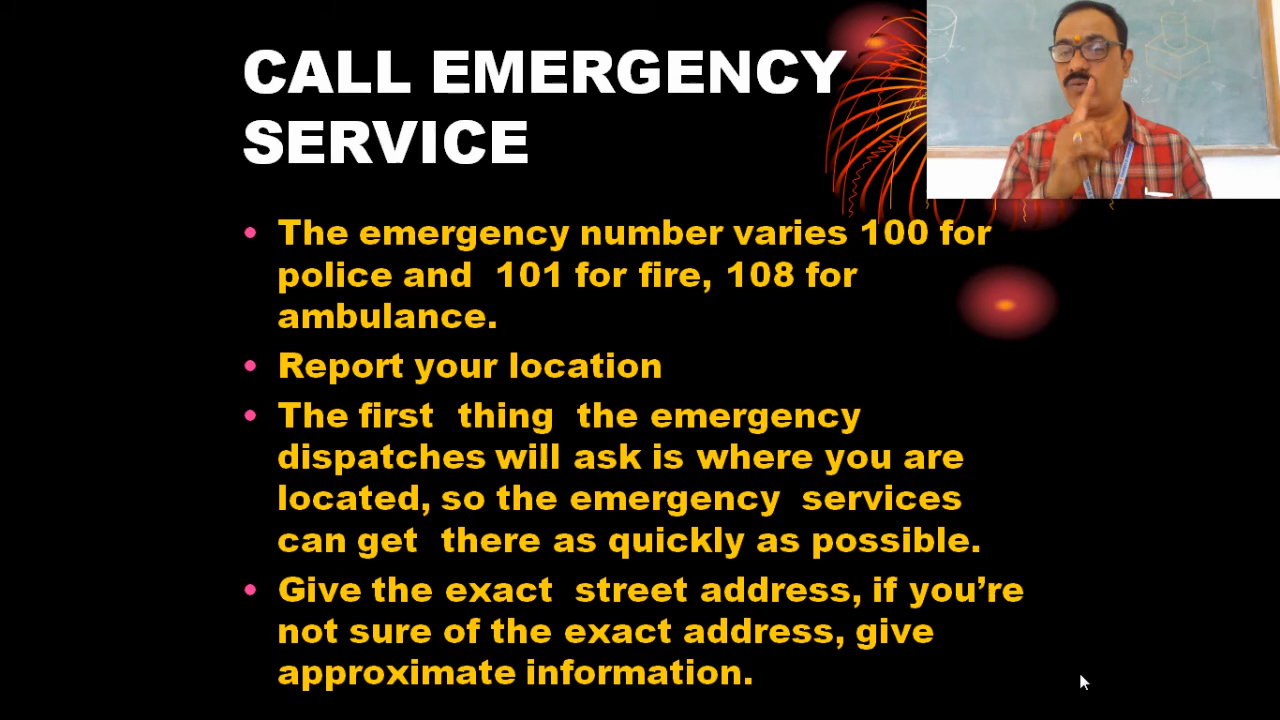 CALL EMERGENCY
SERVICE
• The emergency number varies 100 for
police and 101 for fire, 108 for
ambulance.
• Report your location
• The first thing the emergency
dispatches will ask is where you are
located, so the emergency services
can get there as quickly as possible.
• Give the exact street address, if you’re
not sure of the exact address, give
approximate information.